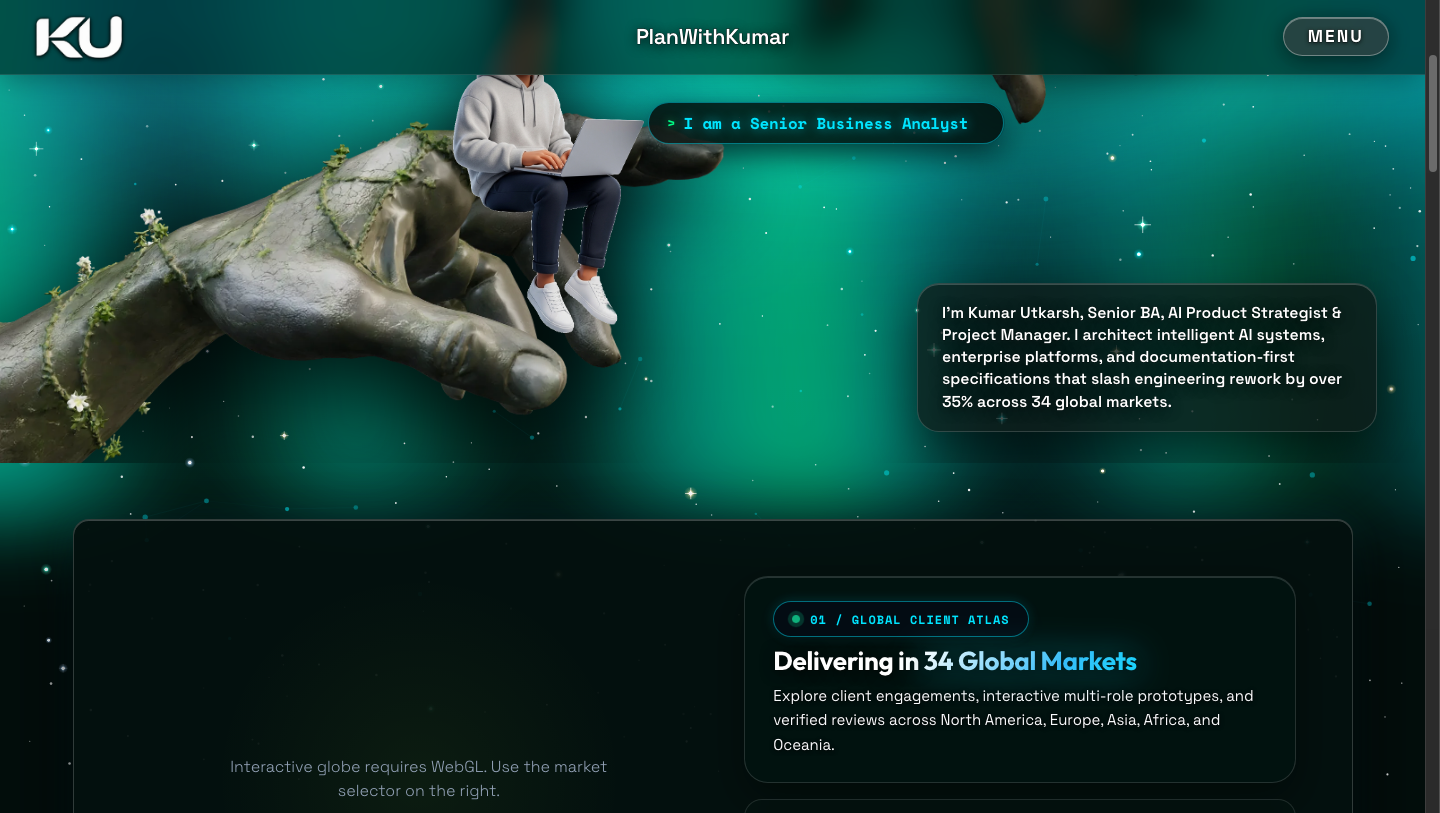 KU
PlanWithKumar
MENU
> I am a Senior Business Analyst
I'm Kumar Utkarsh, Senior BA, AI Product Strategist &
Project Manager. I architect intelligent AI systems,
enterprise platforms, and documentation-first
specifications that slash engineering rework by over
35% across 34 global markets.
01 / GLOBAL CLIENT ATLAS
Delivering in 34 Global Markets
Explore client engagements, interactive multi-role prototypes, and
verified reviews across North America, Europe, Asia, Africa, and
Oceania.
Interactive globe requires WebGL. Use the market
selector on the right.